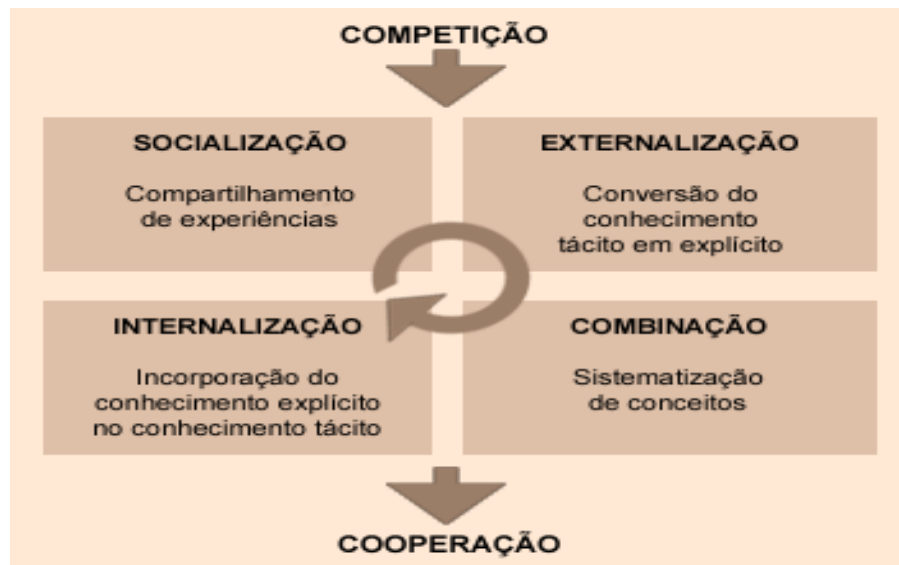 COMPETIÇÃO
SOCIALIZAÇÃO
Compartilhamento
de experiências
EXTERNALIZAÇÃO
Conversão do
conhecimento
tácito em explícito
INTERNALIZAÇÃO
Incorporação do
conhecimento explícito
no conhecimento tácito
COMBINAÇÃO
Sistematização
de conceitos
COOPERAÇÃO